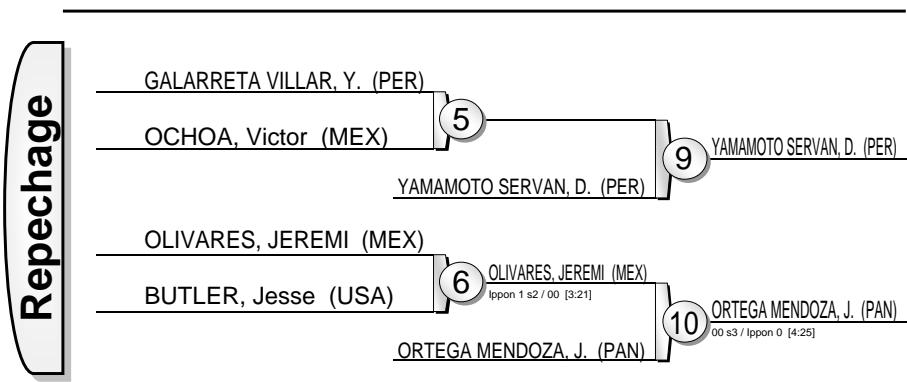 Repechage
GALARRETA VILLAR, Y. (PER)
OCHOA, Victor (MEX)
5
YAMAMOTO SERVAN, D. (PER)
9
YAMAMOTO SERVAN, D. (PER)
OLIVARES, JEREMI (MEX)
BUTLER, Jesse (USA)
6
OLIVARES, JEREMI (MEX)
Ippon 1 s2 / 00 [3:21]
ORTEGA MENDOZA, J. (PAN)
10
ORTEGA MENDOZA, J. (PAN)
00 s3 / Ippon 0 [4:25]